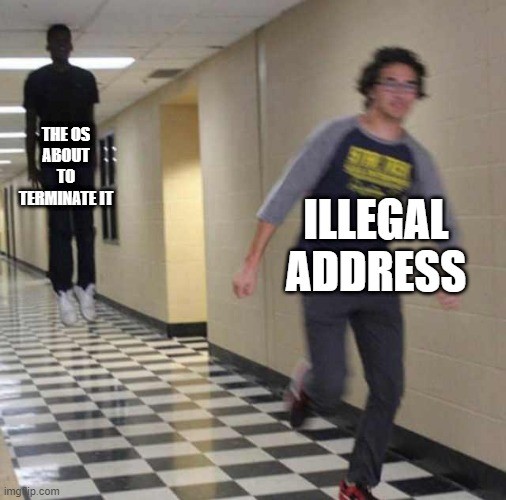 THE OS
ABOUT
TO
TERMINATE IT
ILLEGAL
ADDRESS
imgflip.com